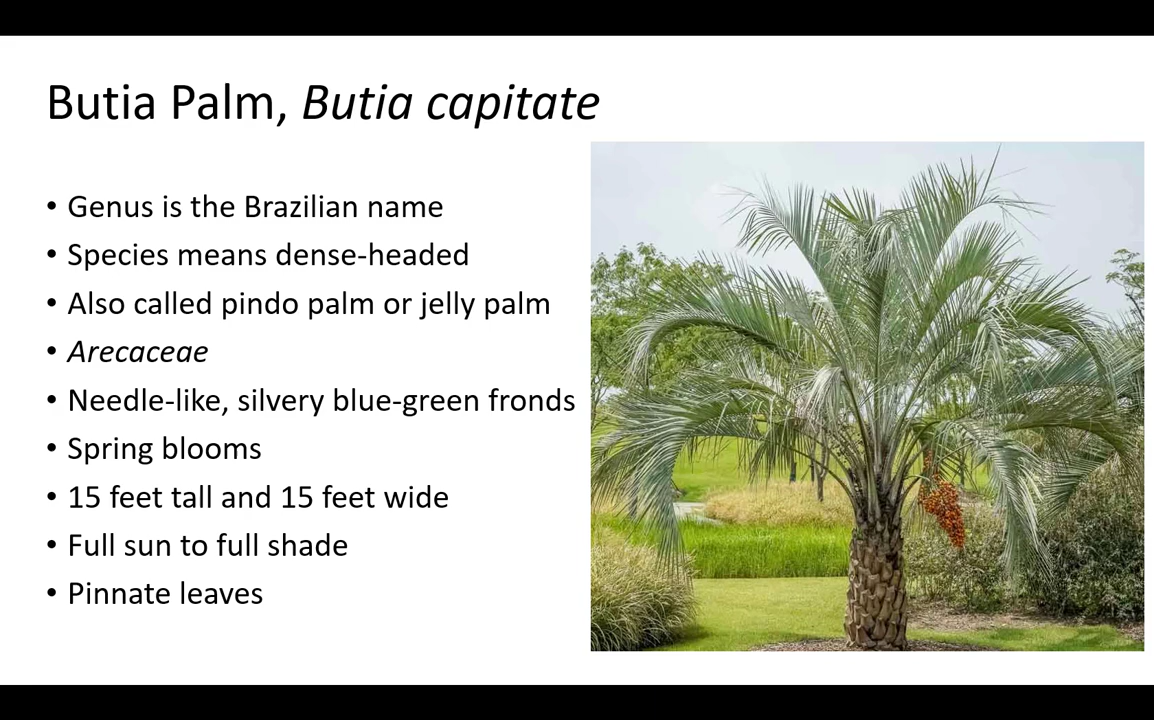 Butia Palm, Butia capitate
• Genus is the Brazilian name
• Species means dense-headed
• Also called pindo palm or jelly palm
• Arecaceae
• Needle-like, silvery blue-green fronds
• Spring blooms
• 15 feet tall and 15 feet wide
• Full sun to full shade
• Pinnate leaves